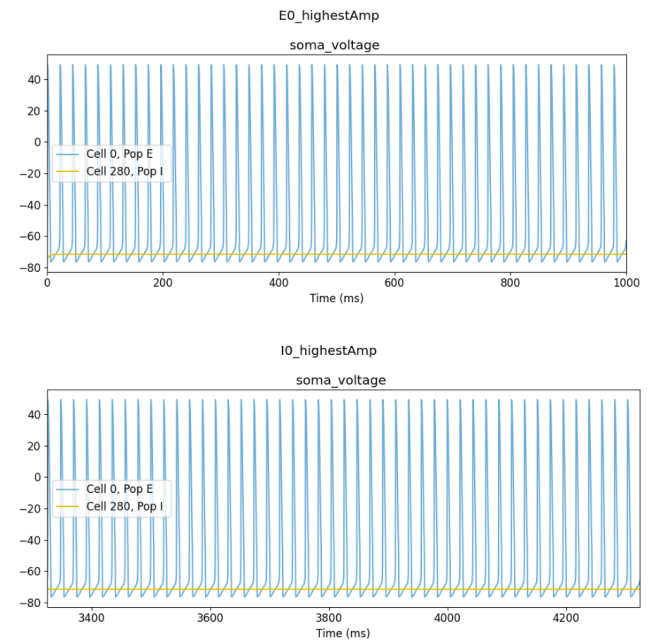 E0_highestAmp
soma_voltage
40
20
0
−20
−40
−60
−80
Cell 0, Pop E
Cell 280, Pop I
0 200 400 600 800 1000
Time (ms)
I0_highestAmp
soma_voltage
40
20
0
−20
−40
−60
−80
Cell 0, Pop E
Cell 280, Pop I
3400 3600 3800 4000 4200
Time (ms)